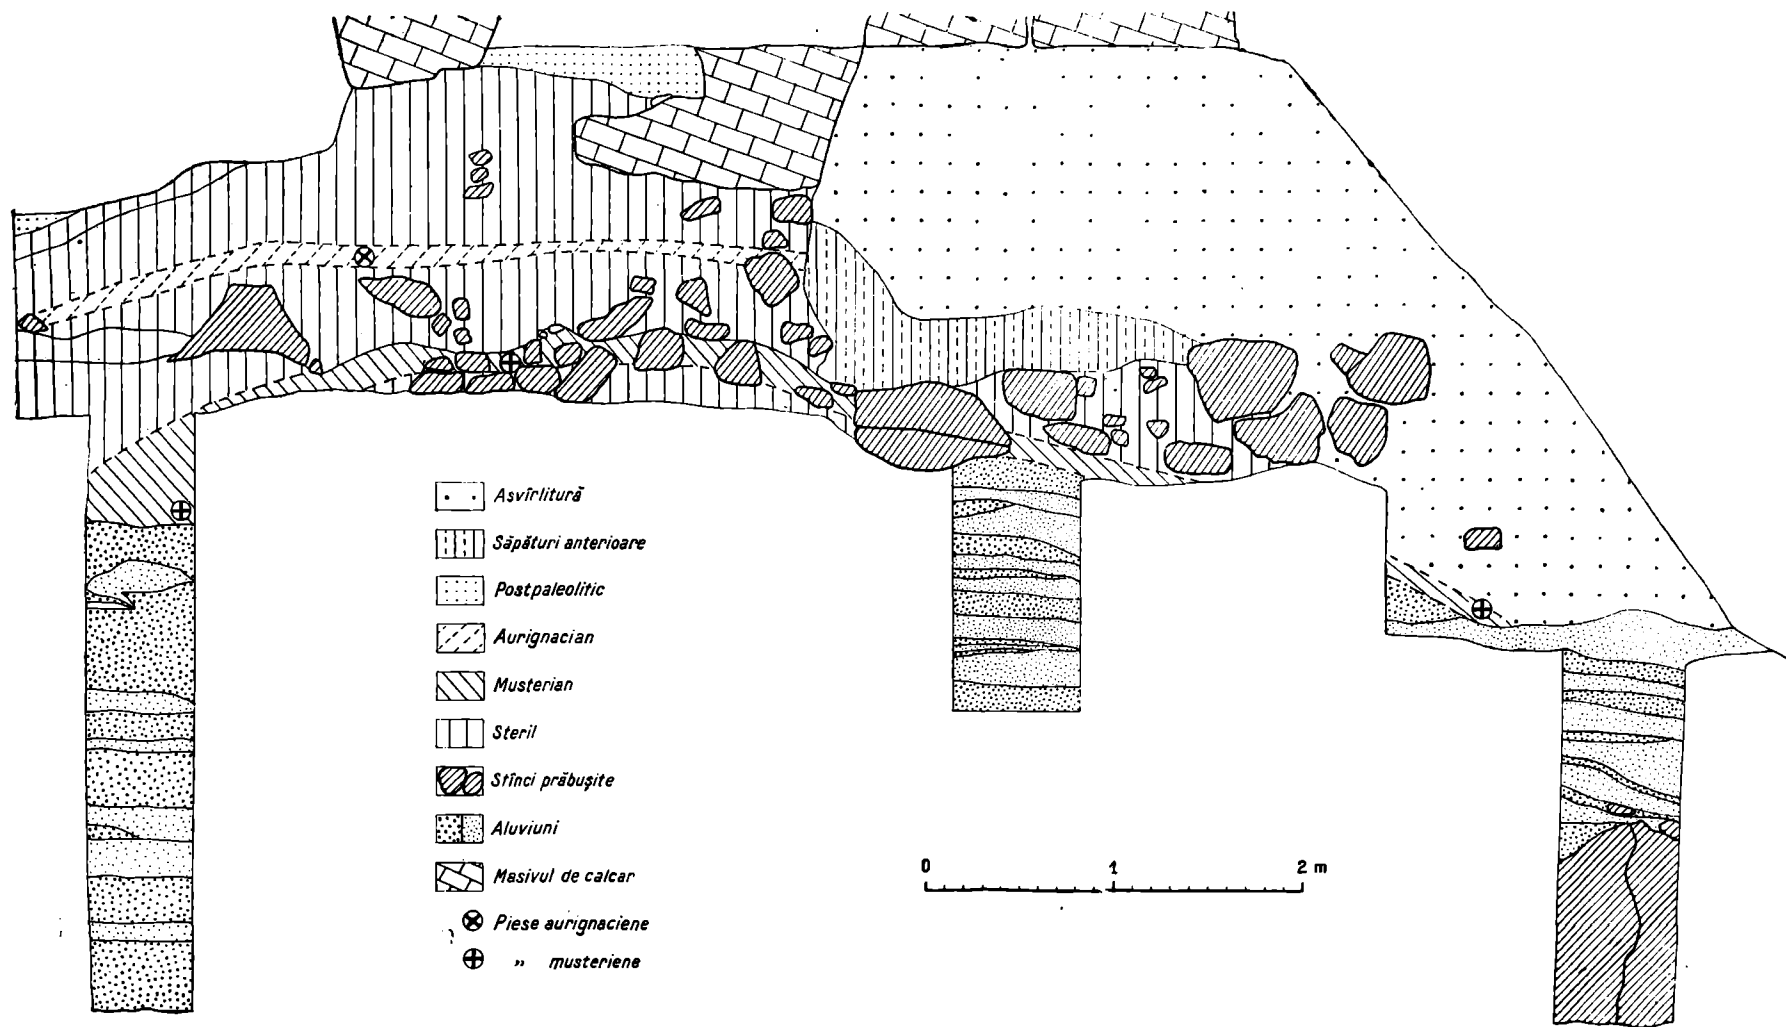 Asvîrlitură
Săpături anterioare
Postpaleolitic
Aurignacian
Musterian
Steril
Stînci prăbușite
Aluviuni
Masivul de calcar
Piese aurignaciene
„ musteriene
0 1 2 m